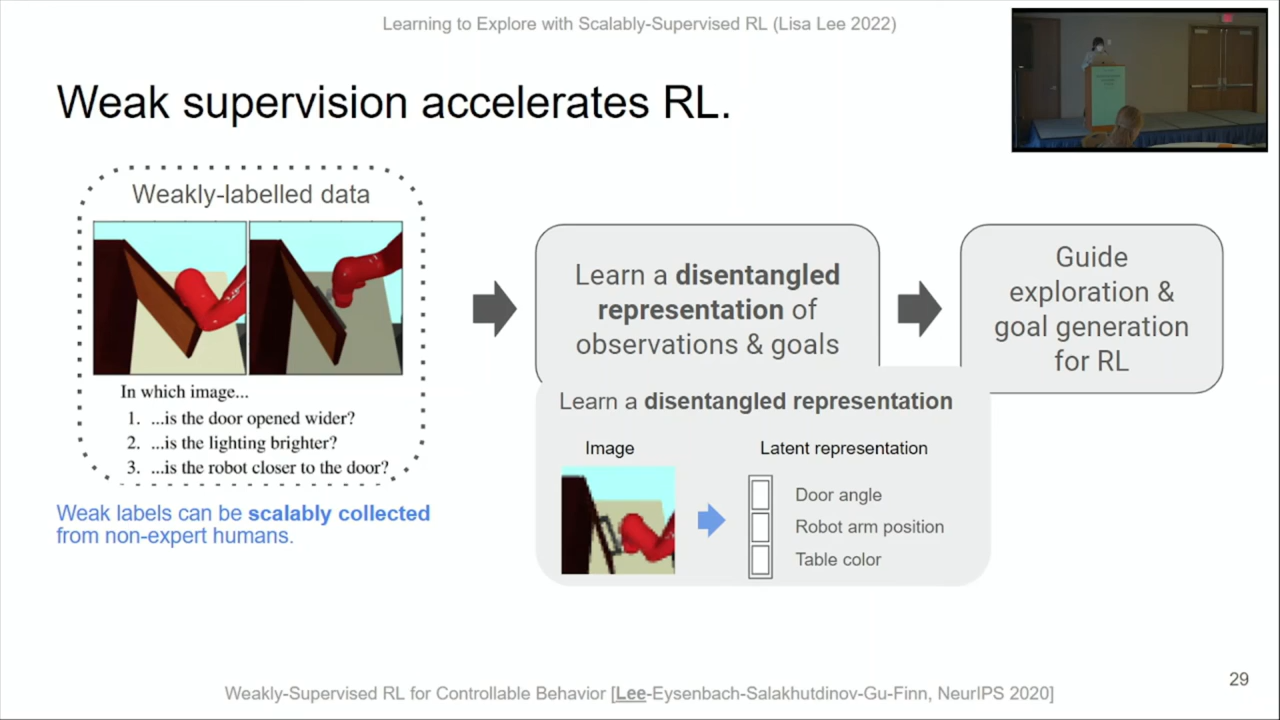 Learning to Explore with Scalably-Supervised RL (Lisa Lee 2022)
Weak supervision accelerates RL.
Weakly-labelled data
In which image...
1. ...is the door opened wider?
2. ...is the lighting brighter?
3. ...is the robot closer to the door?
Weak labels can be scalably collected
from non-expert humans.
Learn a disentangled
representation of
observations & goals
Guide
exploration &
goal generation
for RL
Learn a disentangled representation
Image
Latent representation
Door angle
Robot arm position
Table color
Weakly-Supervised RL for Controllable Behavior [Lee-Eysenbach-Salakhutdinov-Gu-Finn, NeurIPS 2020]
29